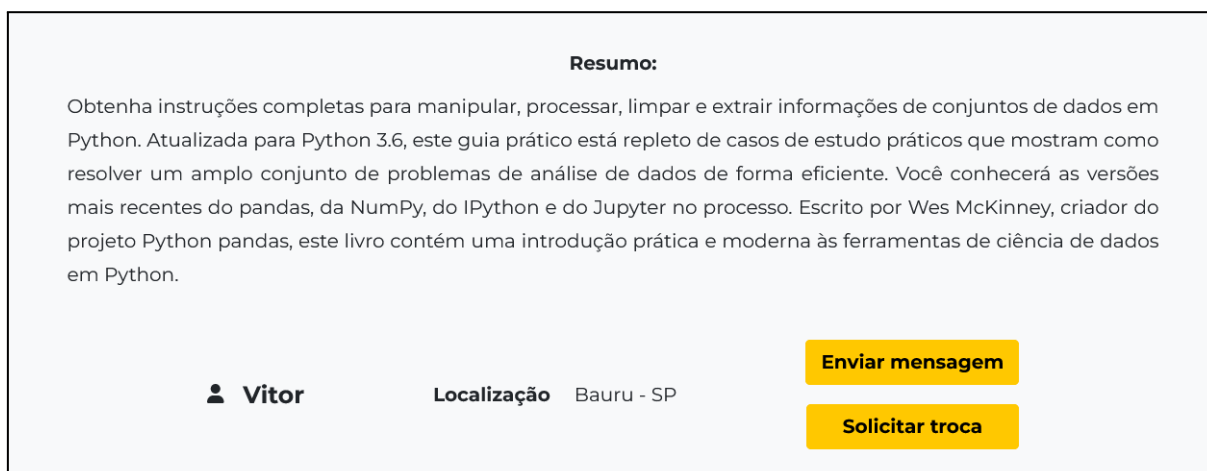 Resumo:
Obtenha instruções completas para manipular, processar, limpar e extrair informações de conjuntos de dados em
Python. Atualizada para Python 3.6, este guia prático está repleto de casos de estudo práticos que mostram como
resolver um amplo conjunto de problemas de análise de dados de forma eficiente. Você conhecerá as versões
mais recentes do pandas, da NumPy, do IPython e do Jupyter no processo. Escrito por Wes McKinney, criador do
projeto Python pandas, este livro contém uma introdução prática e moderna às ferramentas de ciência de dados
em Python.
Enviar mensagem
Vitor Localização Bauru - SP
Solicitar troca